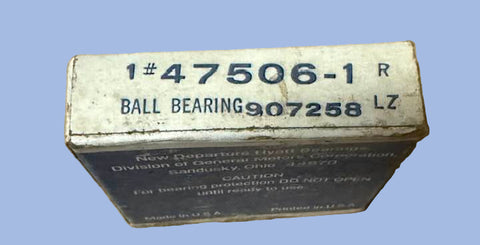 1# 47506-1 R
BALL BEARING 907258 LZ
New Departure Hyatt Bearings
Division of General Motors Corporation,
Sandusky, Ohio 44870
CAUTION
For bearing protection DO NOT OPEN
until ready to use.
Made in U.S.A.
Printed in U.S.A.